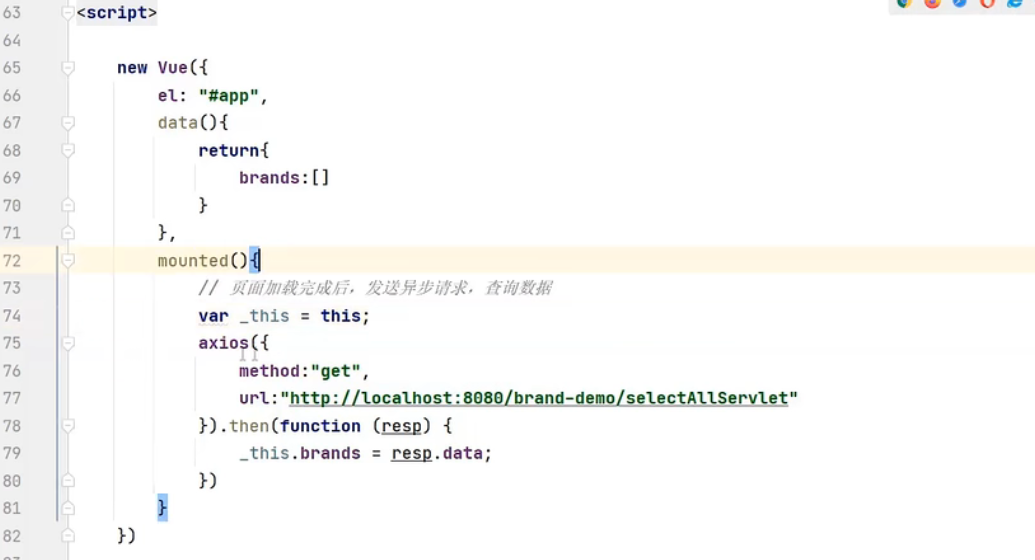 63 <script>
64
65 new Vue({
66 el: "#app",
67 data(){
68 return{
69 brands:[]
70 }
71 },
72 mounted(){
73 // 页面加载完成后，发送异步请求，查询数据
74 var _this = this;
75 axios({
76 method:"get",
77 url:"http://localhost:8080/brand-demo/selectAllServlet"
78 }).then(function (resp) {
79 _this.brands = resp.data;
80 })
81 }
82 })